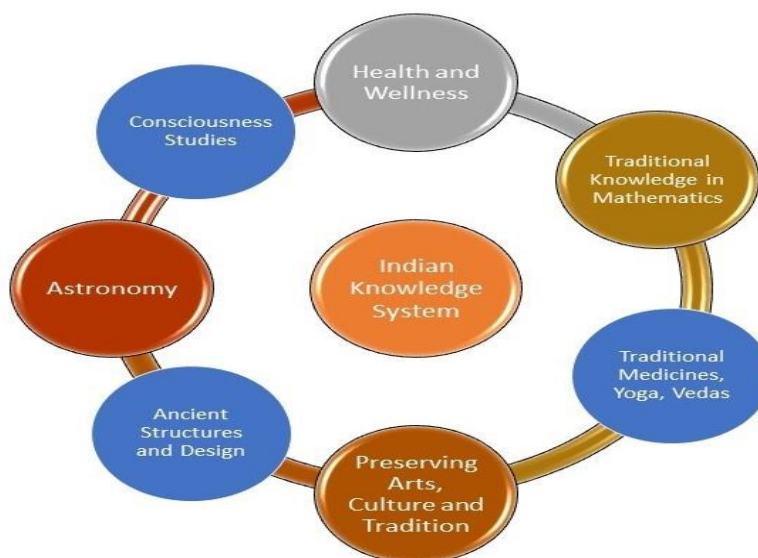 Health and
Wellness
Traditional
Knowledge in
Mathematics
Traditional
Medicines,
Yoga, Vedas
Preserving
Arts,
Culture and
Tradition
Ancient
Structures
and Design
Astronomy
Consciousness
Studies
Indian
Knowledge
System